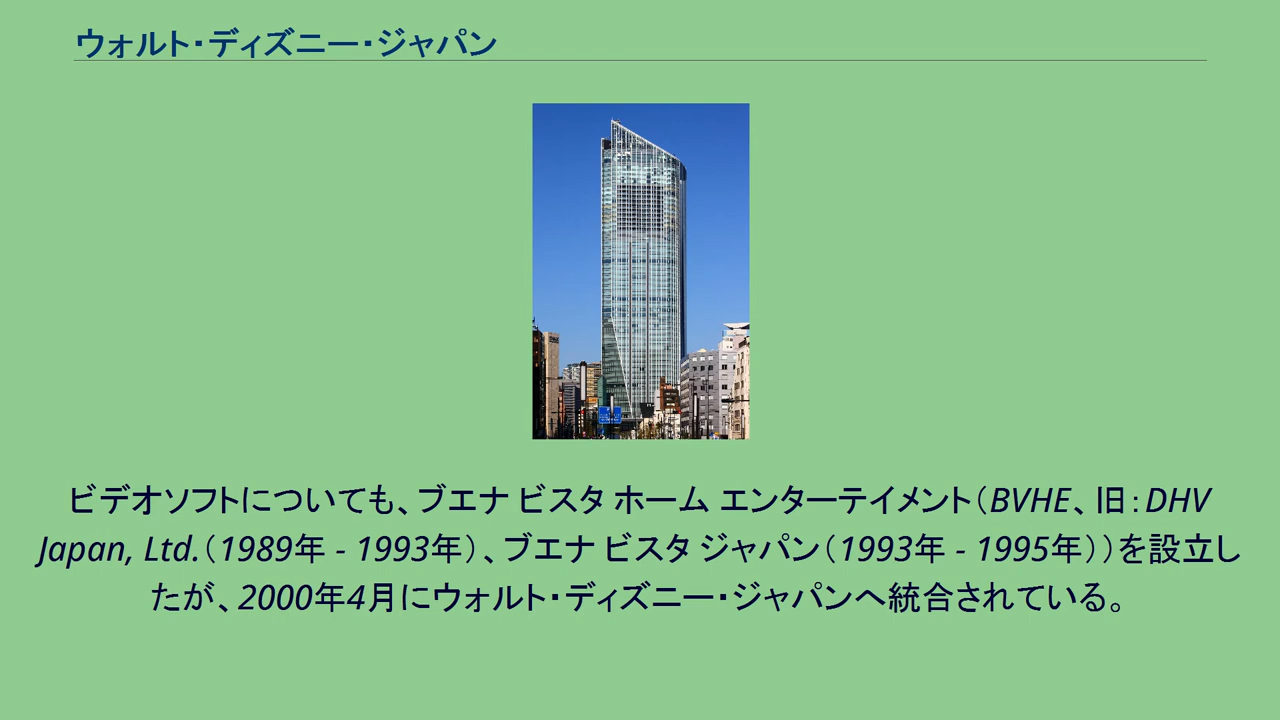 ウォルト・ディズニー・ジャパン
ビデオソフトについても、ブエナ ビスタ ホーム エンターテイメント（BVHE、旧：DHV
Japan, Ltd.（1989年 - 1993年）、ブエナ ビスタ ジャパン（1993年 - 1995年））を設立し
たが、2000年4月にウォルト・ディズニー・ジャパンへ統合されている。